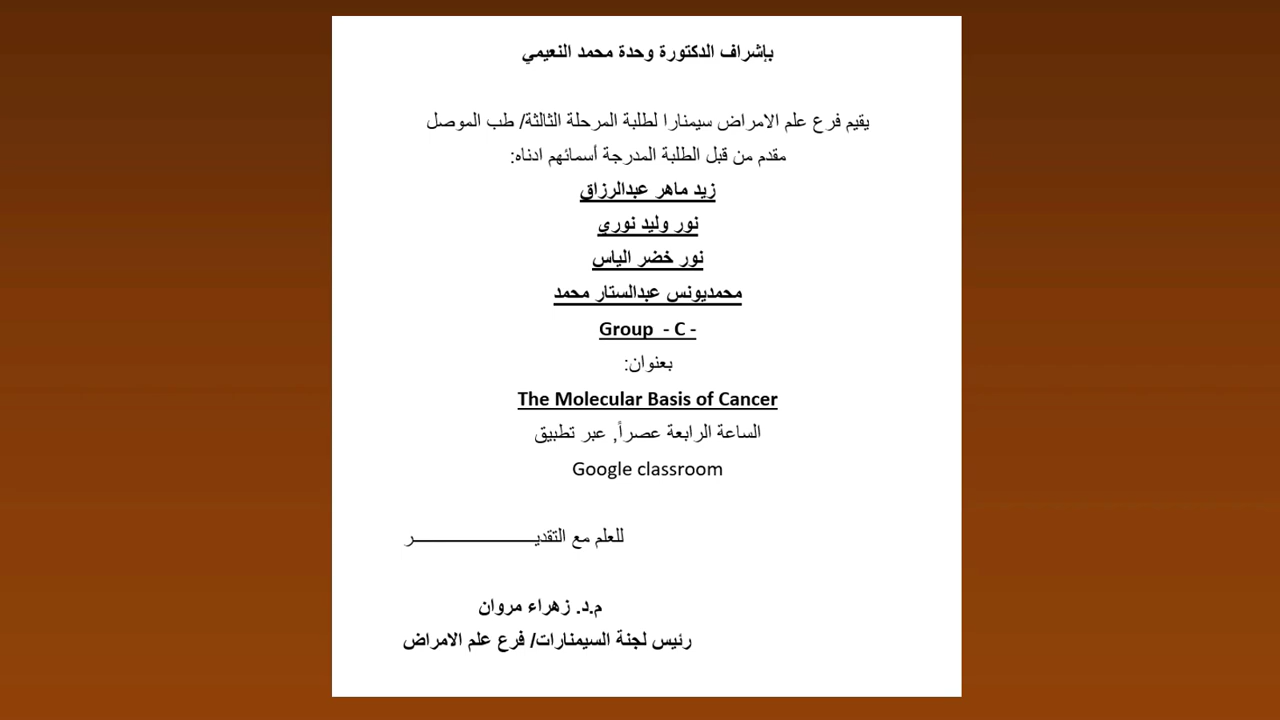 بإشراف الدكتورة وحدة محمد النعيمي
يقيم فرع علم الامراض سيمنارا لطلبة المرحلة الثالثة/ طب الموصل
مقدم من قبل الطلبة المدرجة أسمائهم ادناه:
زيد ماهر عبدالرزاق
نور وليد نوري
نور خضر الياس
محمديونس عبدالستار محمد
Group - C -
بعنوان:
The Molecular Basis of Cancer
الساعة الرابعة عصراً, عبر تطبيق
Google classroom
للعلم مع التقديـــــــــــــــــــــــر
م.د. زهراء مروان
رئيس لجنة السيمنارات/ فرع علم الامراض